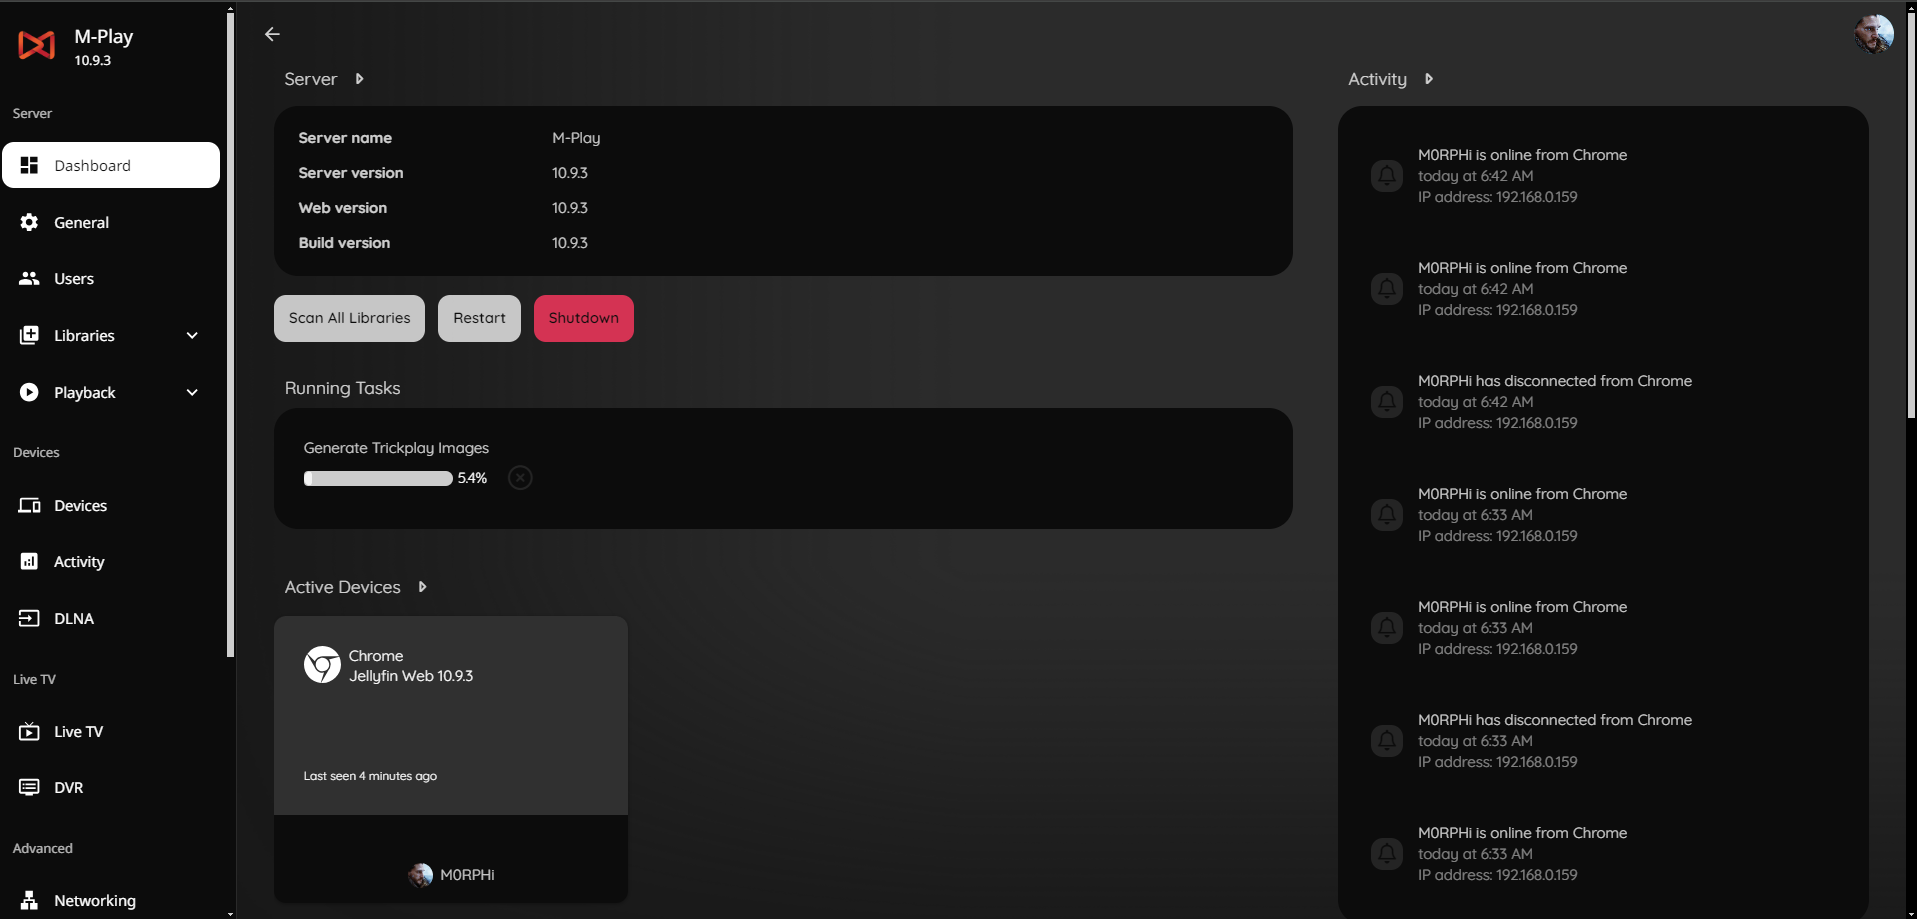 M-Play
10.9.3
Server
Dashboard
General
Users
Libraries
Playback
Devices
Devices
Activity
DLNA
Live TV
Live TV
DVR
Advanced
Networking
Server
Server name M-Play
Server version 10.9.3
Web version 10.9.3
Build version 10.9.3
Scan All Libraries Restart Shutdown
Running Tasks
Generate Trickplay Images
5.4%
Active Devices
Chrome
Jellyfin Web 10.9.3
Last seen 4 minutes ago
M0RPHi
Activity
M0RPHi is online from Chrome
today at 6:42 AM
IP address: 192.168.0.159
M0RPHi is online from Chrome
today at 6:42 AM
IP address: 192.168.0.159
M0RPHi has disconnected from Chrome
today at 6:42 AM
IP address: 192.168.0.159
M0RPHi is online from Chrome
today at 6:33 AM
IP address: 192.168.0.159
M0RPHi is online from Chrome
today at 6:33 AM
IP address: 192.168.0.159
M0RPHi has disconnected from Chrome
today at 6:33 AM
IP address: 192.168.0.159
M0RPHi is online from Chrome
today at 6:33 AM
IP address: 192.168.0.159